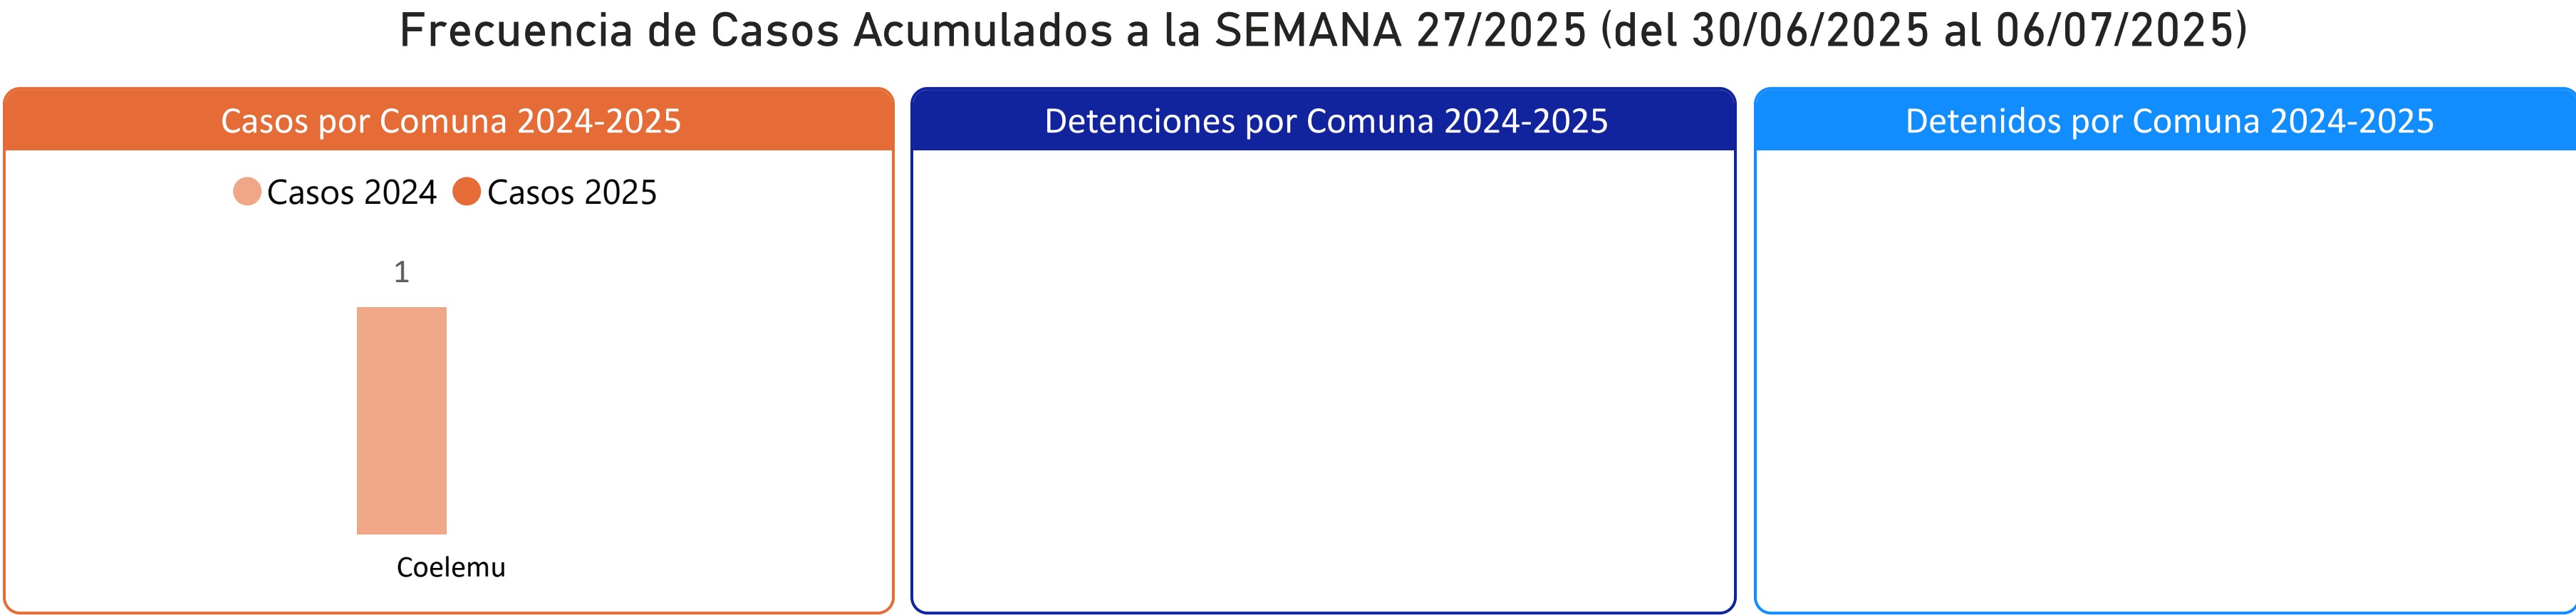 Frecuencia de Casos Acumulados a la SEMANA 27/2025 (del 30/06/2025 al 06/07/2025)
Casos por Comuna 2024-2025
Casos 2024 Casos 2025
1
Coelemu
Detenciones por Comuna 2024-2025
Detenidos por Comuna 2024-2025